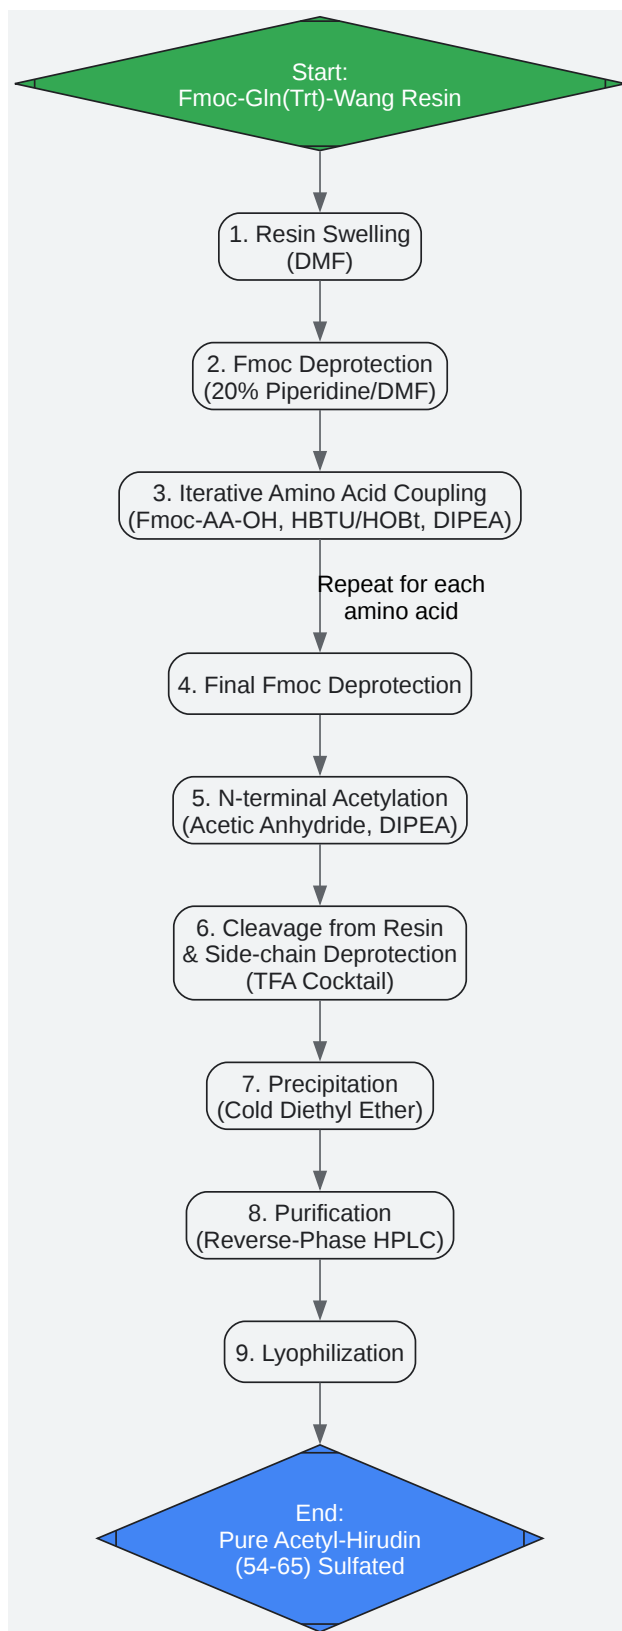 Start:
Fmoc-Gln(Trt)-Wang Resin
1. Resin Swelling
(DMF)
2. Fmoc Deprotection
(20% Piperidine/DMF)
3. Iterative Amino Acid Coupling
(Fmoc-AA-OH, HBTU/HOBt, DIPEA)
Repeat for each
amino acid
4. Final Fmoc Deprotection
5. N-terminal Acetylation
(Acetic Anhydride, DIPEA)
6. Cleavage from Resin
& Side-chain Deprotection
(TFA Cocktail)
7. Precipitation
(Cold Diethyl Ether)
8. Purification
(Reverse-Phase HPLC)
9. Lyophilization
End:
Pure Acetyl-Hirudin
(54-65) Sulfated